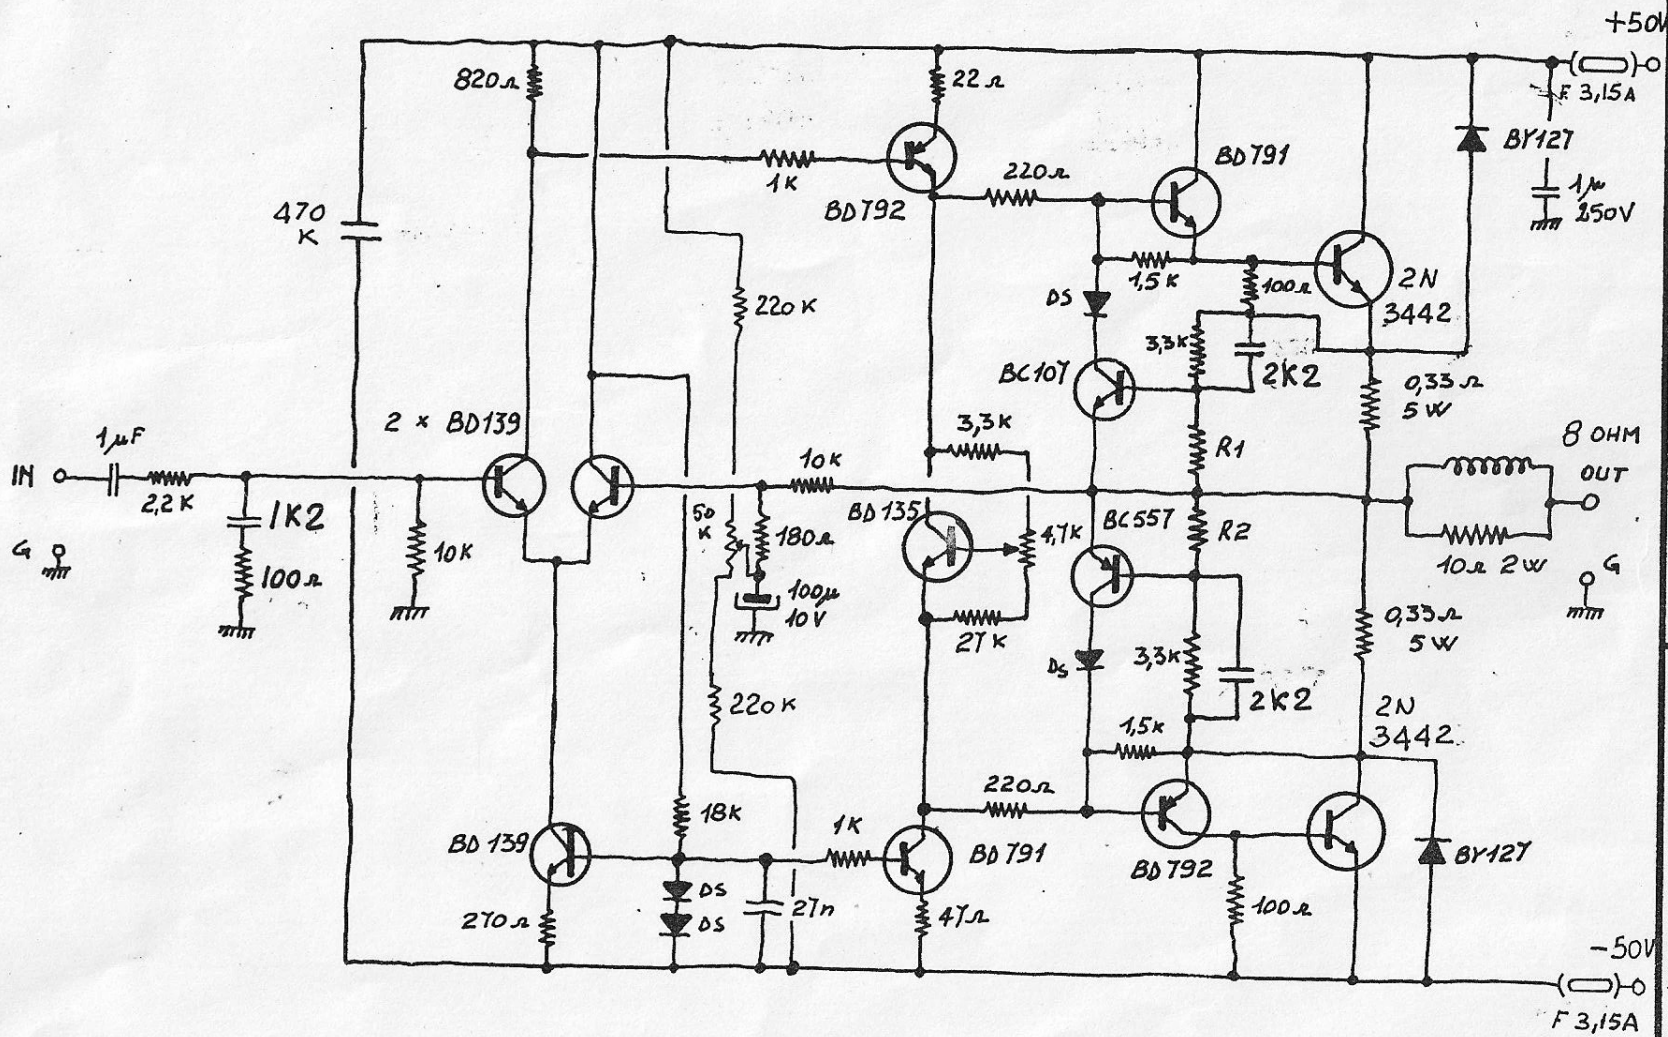 +50V
F 3,15A
820Ω
22Ω
BD791
BY127
1K
220Ω
BD792
1µ
250V
470
K
1,5K
100Ω
2N
3442
DS
220K
3,3K
BC107
2K2
0,33Ω
5W
2 × BD139
3,3K
8 OHM
OUT
1µF
IN
10K
R1
2,2K
1K2
50
K
BD135
BC557
180Ω
4,7K
R2
10K
10Ω 2W
G
100Ω
100µ
10V
G
27K
0,33Ω
5W
DS
3,3K
220K
2K2
2N
3442
1,5K
220Ω
18K
1K
BD139
BD791
BD792
BY127
DS
DS
27n
270Ω
47Ω
100Ω
-50V
F 3,15A